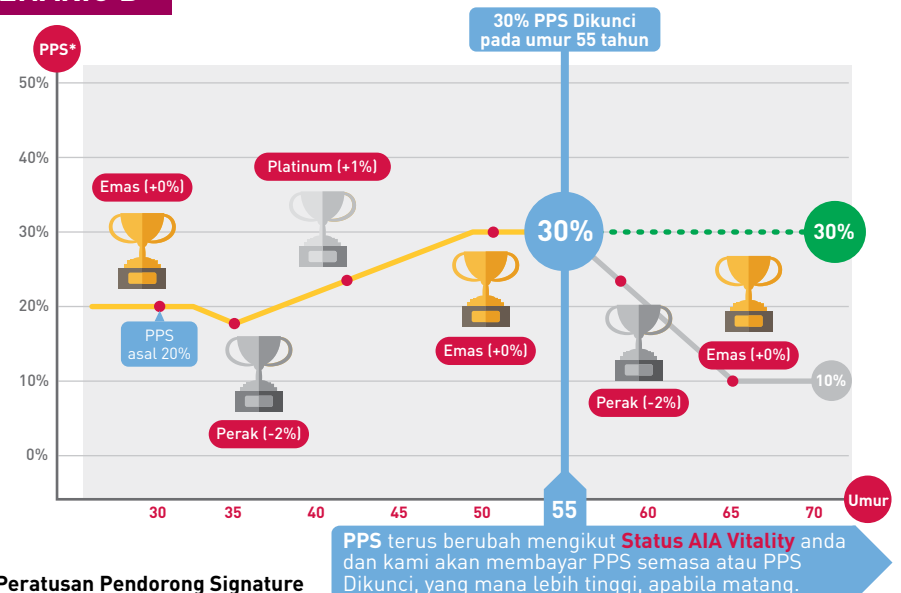 30% PPS Dikunci
pada umur 55 tahun
PPS*
50%
40%
30%
20%
10%
0%
Emas (+0%)
Platinum (+1%)
30%
30%
PPS
asal 20%
Perak (-2%)
Emas (+0%)
Emas (+0%)
Perak (-2%)
10%
30
35
40
45
50
55
60
65
70
Umur
PPS terus berubah mengikut Status AIA Vitality anda
dan kami akan membayar PPS semasa atau PPS
Dikunci, yang mana lebih tinggi, apabila matang.
Peratusan Pendorong Signature